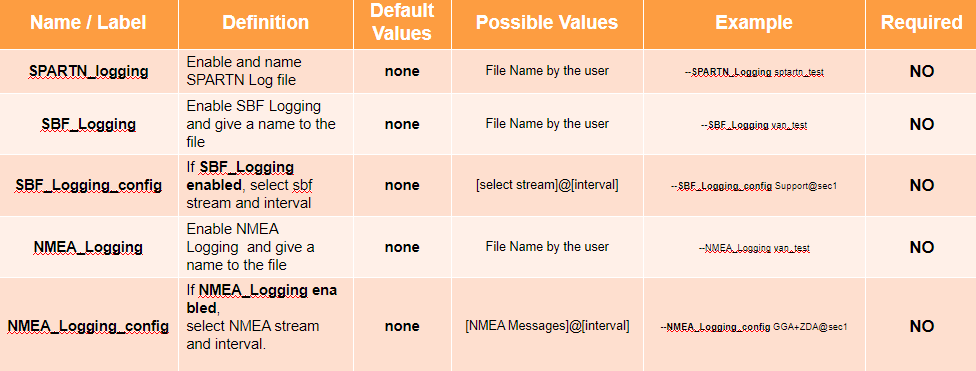 Name / Label Definition Default Values Possible Values Example Required
SPARTN_logging Enable and name SPARTN Log file none File Name by the user --SPARTN_Logging sptartn_test NO
SBF_Logging Enable SBF Logging and give a name to the file none File Name by the user --SBF_Logging van_test NO
SBF_Logging_config If SBF_Logging enabled, select sbf stream and interval none [select stream]@[interval] --SBF_Logging_config Support@sec1 NO
NMEA_Logging Enable NMEA Logging and give a name to the file none File Name by the user --NMEA_Logging van_test NO
NMEA_Logging_config If NMEA_Logging ena bled, select NMEA stream and interval. none [NMEA Messages]@[interval] --NMEA_Logging_config GGA+ZDA@sec1 NO